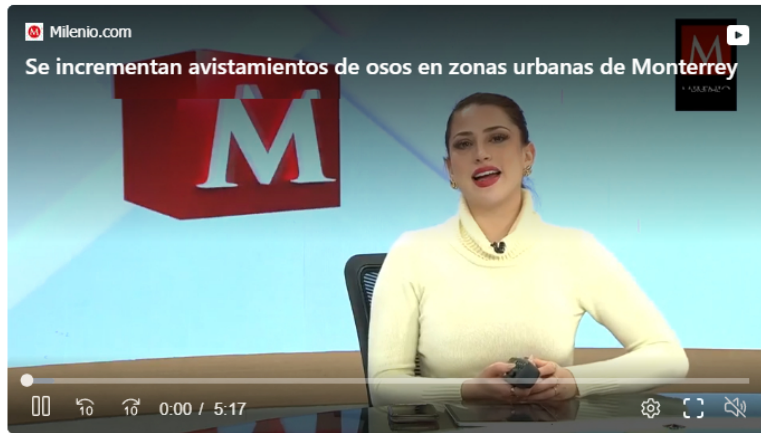 M Milenio.com
Se incrementan avistamientos de osos en zonas urbanas de Monterrey
M
M
10
10
0:00 / 5:17